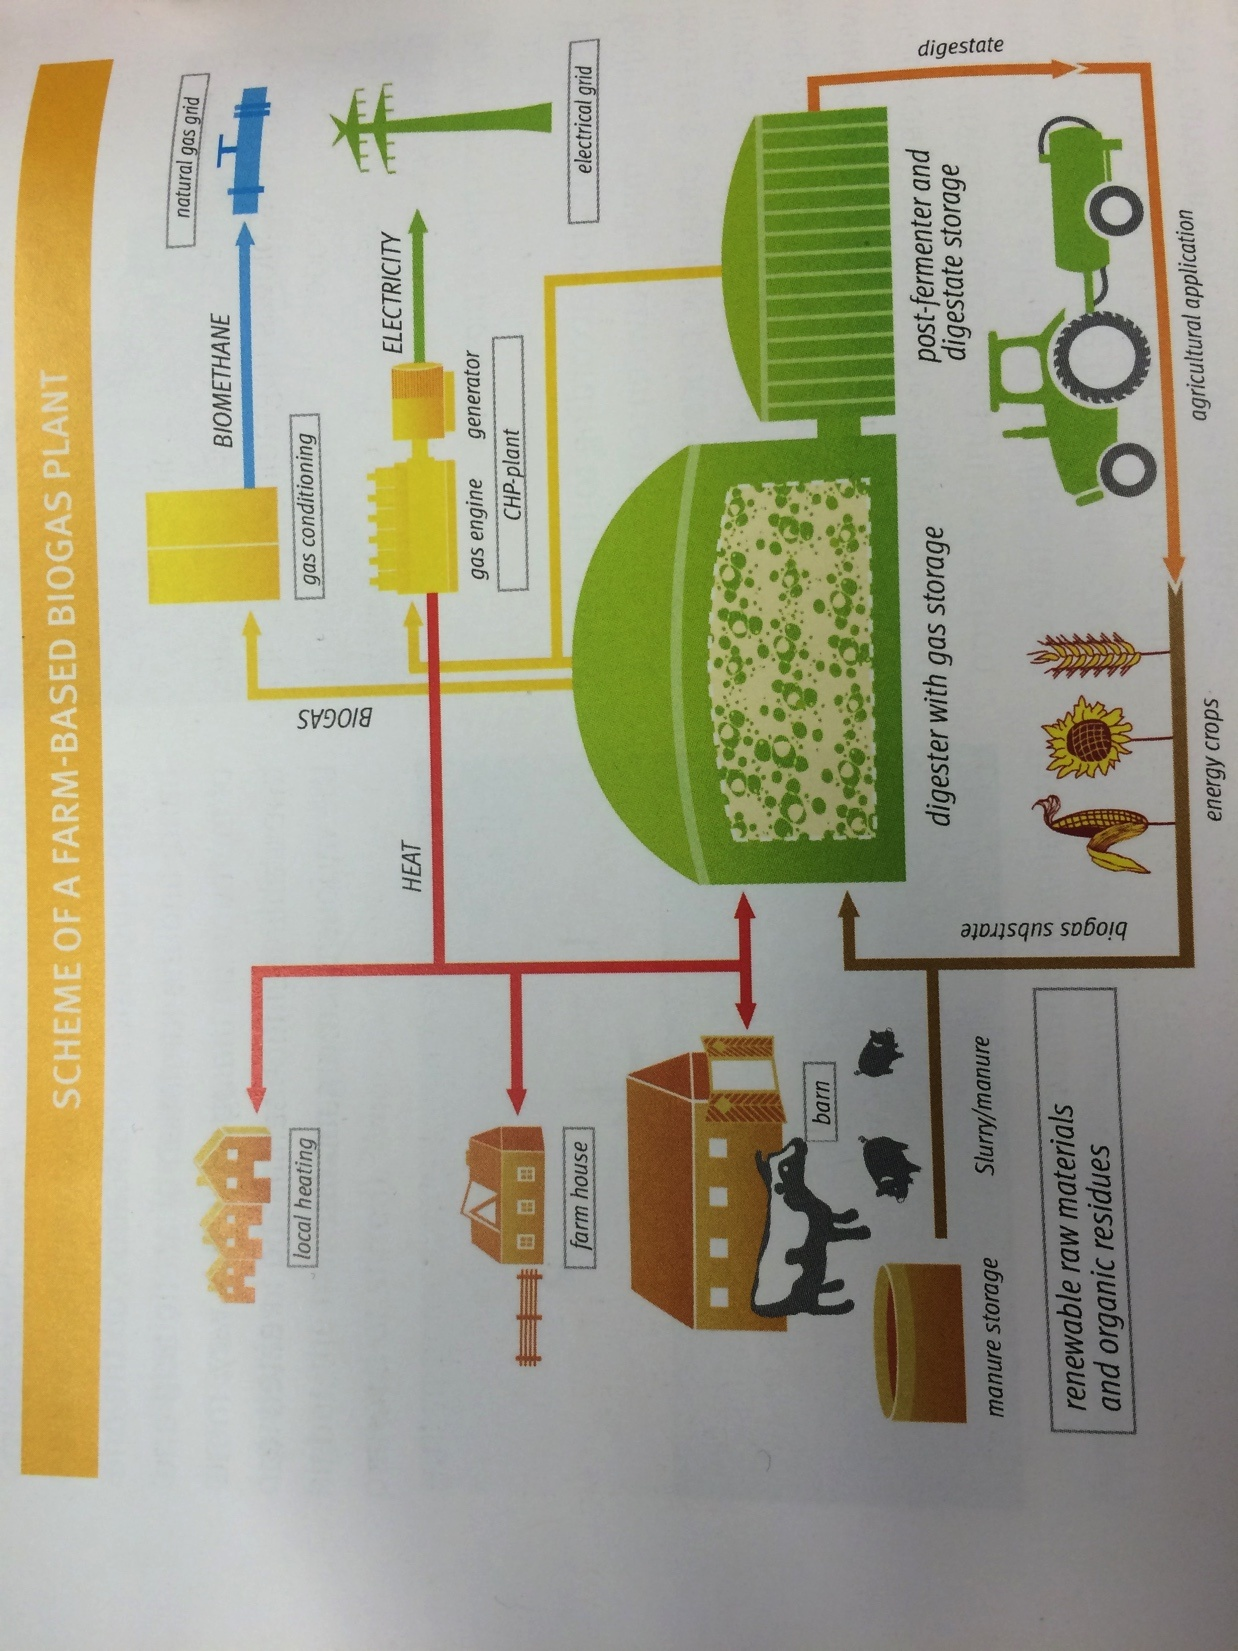 SCHEME OF A FARM-BASED BIOGAS PLANT
local heating
HEAT
BIOGAS
gas conditioning
BIOMETHANE
natural gas grid
farm house
gas engine
generator
CHP-plant
ELECTRICITY
electrical grid
barn
Slurry/manure
manure storage
renewable raw materials
and organic residues
biogas substrate
digester with gas storage
post-fermenter and
digestate storage
digestate
energy crops
agricultural application